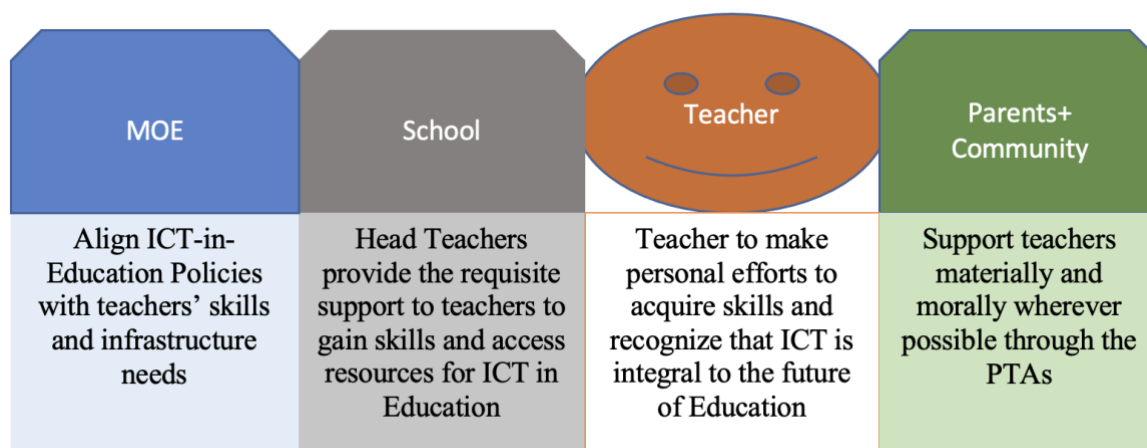 MOE
Align ICT-in-
Education Policies
with teachers’ skills
and infrastructure
needs
School
Head Teachers
provide the requisite
support to teachers to
gain skills and access
resources for ICT in
Education
Teacher
Teacher to make
personal efforts to
acquire skills and
recognize that ICT is
integral to the future
of Education
Parents+
Community
Support teachers
materially and
morally wherever
possible through the
PTAs